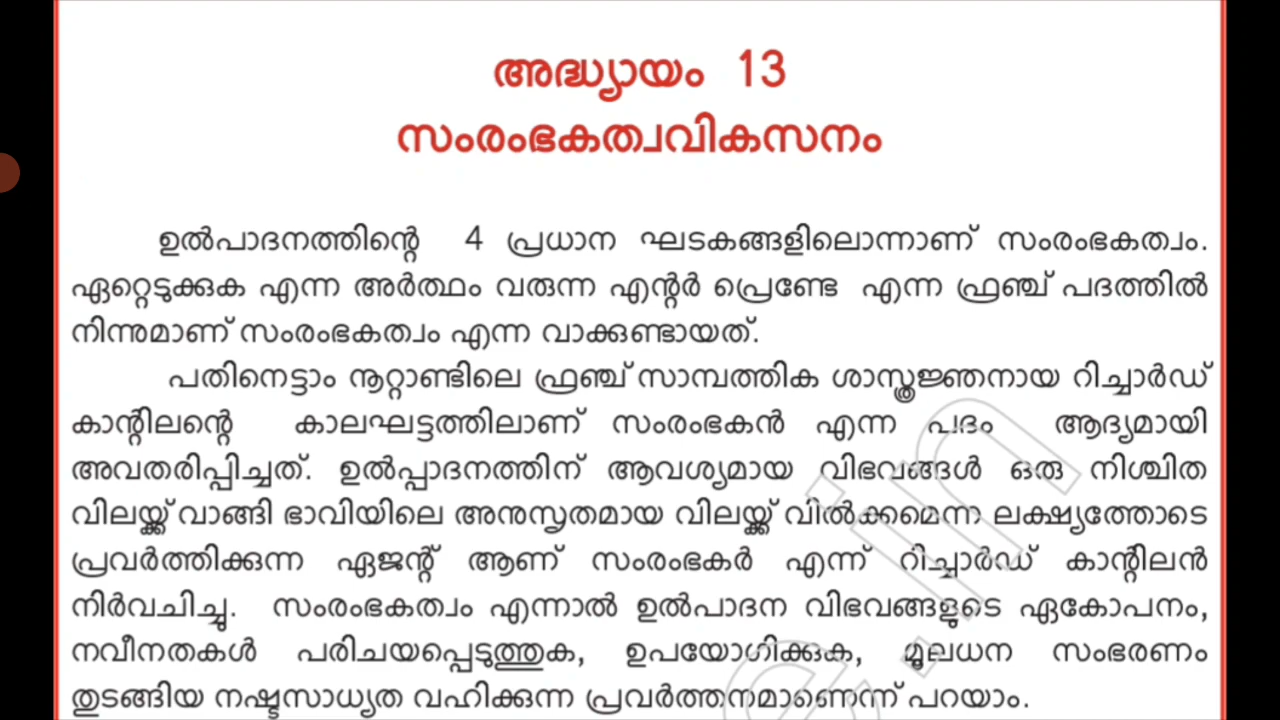 അദ്ധ്യായം 13
സംരംഭകത്വവികസനം
ഉൽപാദനത്തിന്റെ 4 പ്രധാന ഘടകങ്ങളിലൊന്നാണ് സംരംഭകത്വം.
ഏറ്റെടുക്കുക എന്ന അർത്ഥം വരുന്ന എന്റർ പ്രെണ്ടേ എന്ന ഫ്രഞ്ച് പദത്തിൽ
നിന്നുമാണ് സംരംഭകത്വം എന്ന വാക്കുണ്ടായത്.
പതിനെട്ടാം നൂറ്റാണ്ടിലെ ഫ്രഞ്ച് സാമ്പത്തിക ശാസ്ത്രജ്ഞനായ റിച്ചാർഡ്
കാന്റിലന്റെ കാലഘട്ടത്തിലാണ് സംരംഭകൻ എന്ന പദം ആദ്യമായി
അവതരിപ്പിച്ചത്. ഉൽപ്പാദനത്തിന് ആവശ്യമായ വിഭവങ്ങൾ ഒരു നിശ്ചിത
വിലയ്ക്ക് വാങ്ങി ഭാവിയിലെ അനുസൃതമായ വിലയ്ക്ക് വിൽക്കുമെന്ന ലക്ഷ്യത്തോടെ
പ്രവർത്തിക്കുന്ന ഏജന്റ് ആണ് സംരംഭകർ എന്ന് റിച്ചാർഡ് കാന്റിലൻ
നിർവചിച്ചു. സംരംഭകത്വം എന്നാൽ ഉൽപാദന വിഭവങ്ങളുടെ ഏകോപനം,
നവീനതകൾ പരിചയപ്പെടുത്തുക, ഉപയോഗിക്കുക, മൂലധന സംഭരണം
തുടങ്ങിയ നഷ്ടസാധ്യത വഹിക്കുന്ന പ്രവർത്തനമാണെന്ന് പറയാം.
e.in